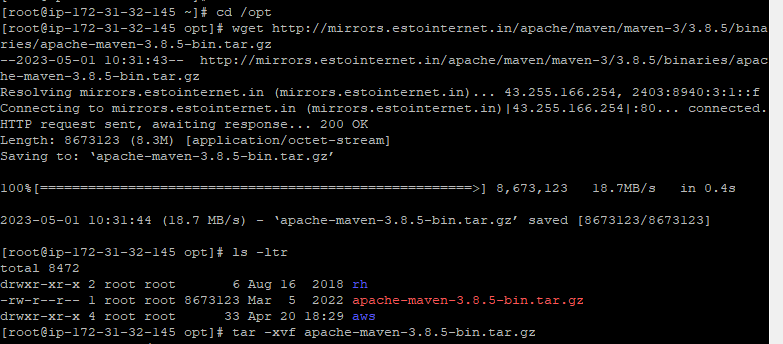 [root@ip-172-31-32-145 ~]# cd /opt
[root@ip-172-31-32-145 opt]# wget http://mirrors.estointernet.in/apache/maven/maven-3/3.8.5/bina
ries/apache-maven-3.8.5-bin.tar.gz
--2023-05-01 10:31:43--  http://mirrors.estointernet.in/apache/maven/maven-3/3.8.5/binaries/apac
he-maven-3.8.5-bin.tar.gz
Resolving mirrors.estointernet.in (mirrors.estointernet.in)... 43.255.166.254, 2403:8940:3:1::f
Connecting to mirrors.estointernet.in (mirrors.estointernet.in)|43.255.166.254|:80... connected.
HTTP request sent, awaiting response... 200 OK
Length: 8673123 (8.3M) [application/octet-stream]
Saving to: ‘apache-maven-3.8.5-bin.tar.gz’
100%[======================================================>] 8,673,123   18.7MB/s   in 0.4s
2023-05-01 10:31:44 (18.7 MB/s) - ‘apache-maven-3.8.5-bin.tar.gz’ saved [8673123/8673123]
[root@ip-172-31-32-145 opt]# ls -ltr
total 8472
drwxr-xr-x 2 root root       6 Aug 16  2018 rh
-rw-r--r-- 1 root root 8673123 Mar  5  2022 apache-maven-3.8.5-bin.tar.gz
drwxr-xr-x 4 root root      33 Apr 20 18:29 aws
[root@ip-172-31-32-145 opt]# tar -xvf apache-maven-3.8.5-bin.tar.gz